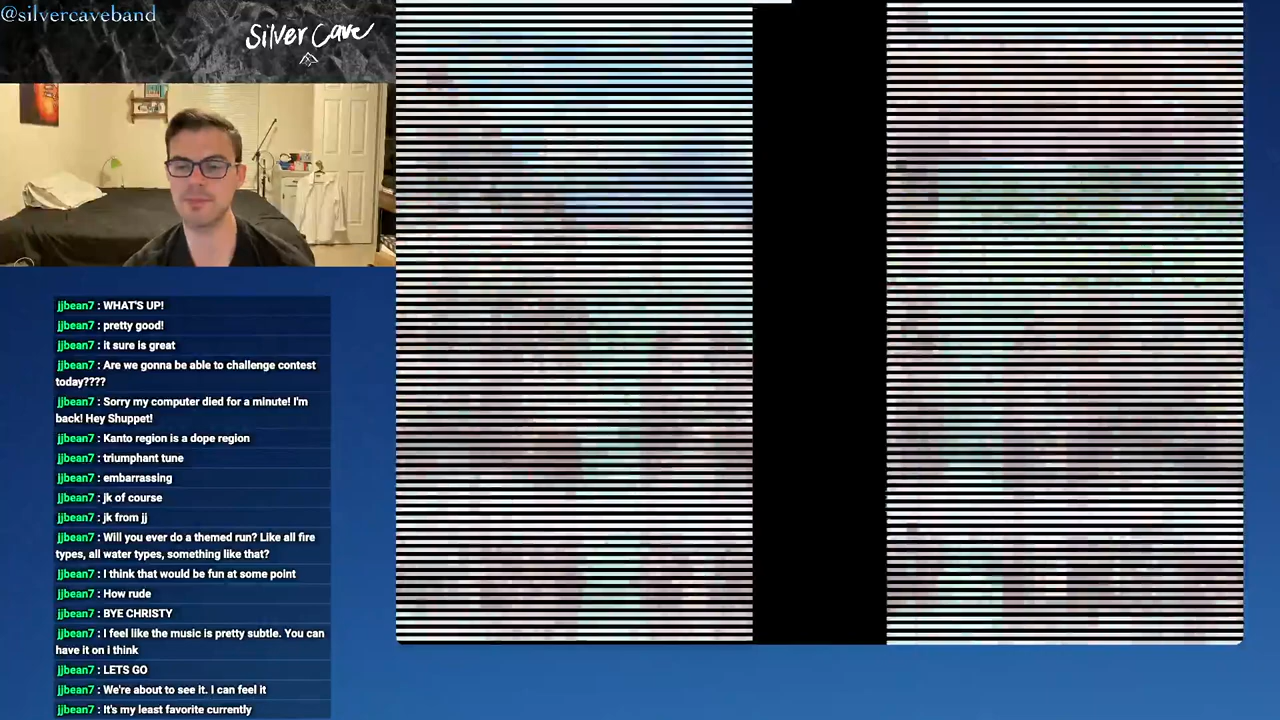 @silvercaveband
Silver Cave
jjbean7 : WHAT'S UP!
jjbean7 : pretty good!
jjbean7 : it sure is great
jjbean7 : Are we gonna be able to challenge contest
today????
jjbean7 : Sorry my computer died for a minute! I'm
back! Hey Shuppet!
jjbean7 : Kanto region is a dope region
jjbean7 : triumphant tune
jjbean7 : embarrassing
jjbean7 : jk of course
jjbean7 : jk from jj
jjbean7 : Will you ever do a themed run? Like all fire
types, all water types, something like that?
jjbean7 : I think that would be fun at some point
jjbean7 : How rude
jjbean7 : BYE CHRISTY
jjbean7 : I feel like the music is pretty subtle. You can
have it on i think
jjbean7 : LETS GO
jjbean7 : We're about to see it. I can feel it
jjbean7 : It's my least favorite currently